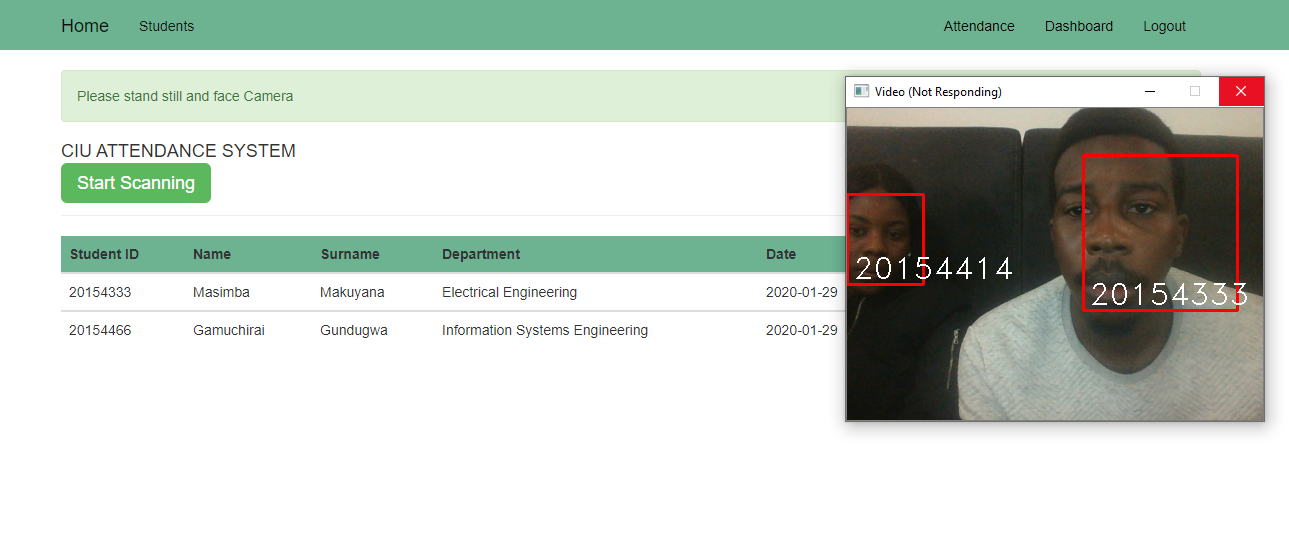 Home Students Attendance Dashboard Logout
Please stand still and face Camera
Video (Not Responding)
CIU ATTENDANCE SYSTEM
Start Scanning
Student ID Name Surname Department Date
20154333 Masimba Makuyana Electrical Engineering 2020-01-29
20154466 Gamuchirai Gundugwa Information Systems Engineering 2020-01-29
20154414
20154333